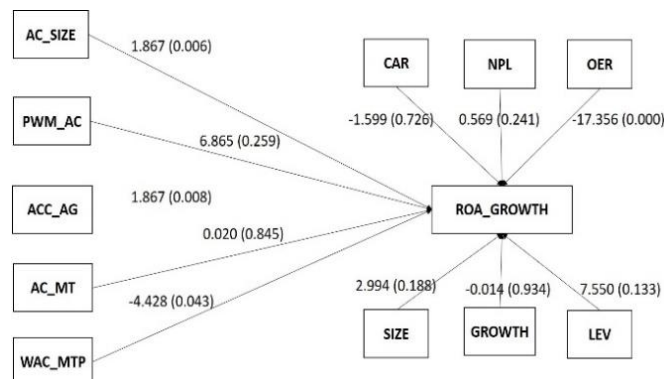 AC_SIZE
1.867 (0.006)
CAR
NPL
OER
PWM_AC
-1.599 (0.726)
0.569 (0.241)
-17.356 (0.000)
6.865 (0.259)
ACC_AG
1.867 (0.008)
ROA_GROWTH
0.020 (0.845)
AC_MT
-4.428 (0.043)
2.994 (0.188)
-0.014 (0.934)
7.550 (0.133)
SIZE
GROWTH
LEV
WAC_MTP